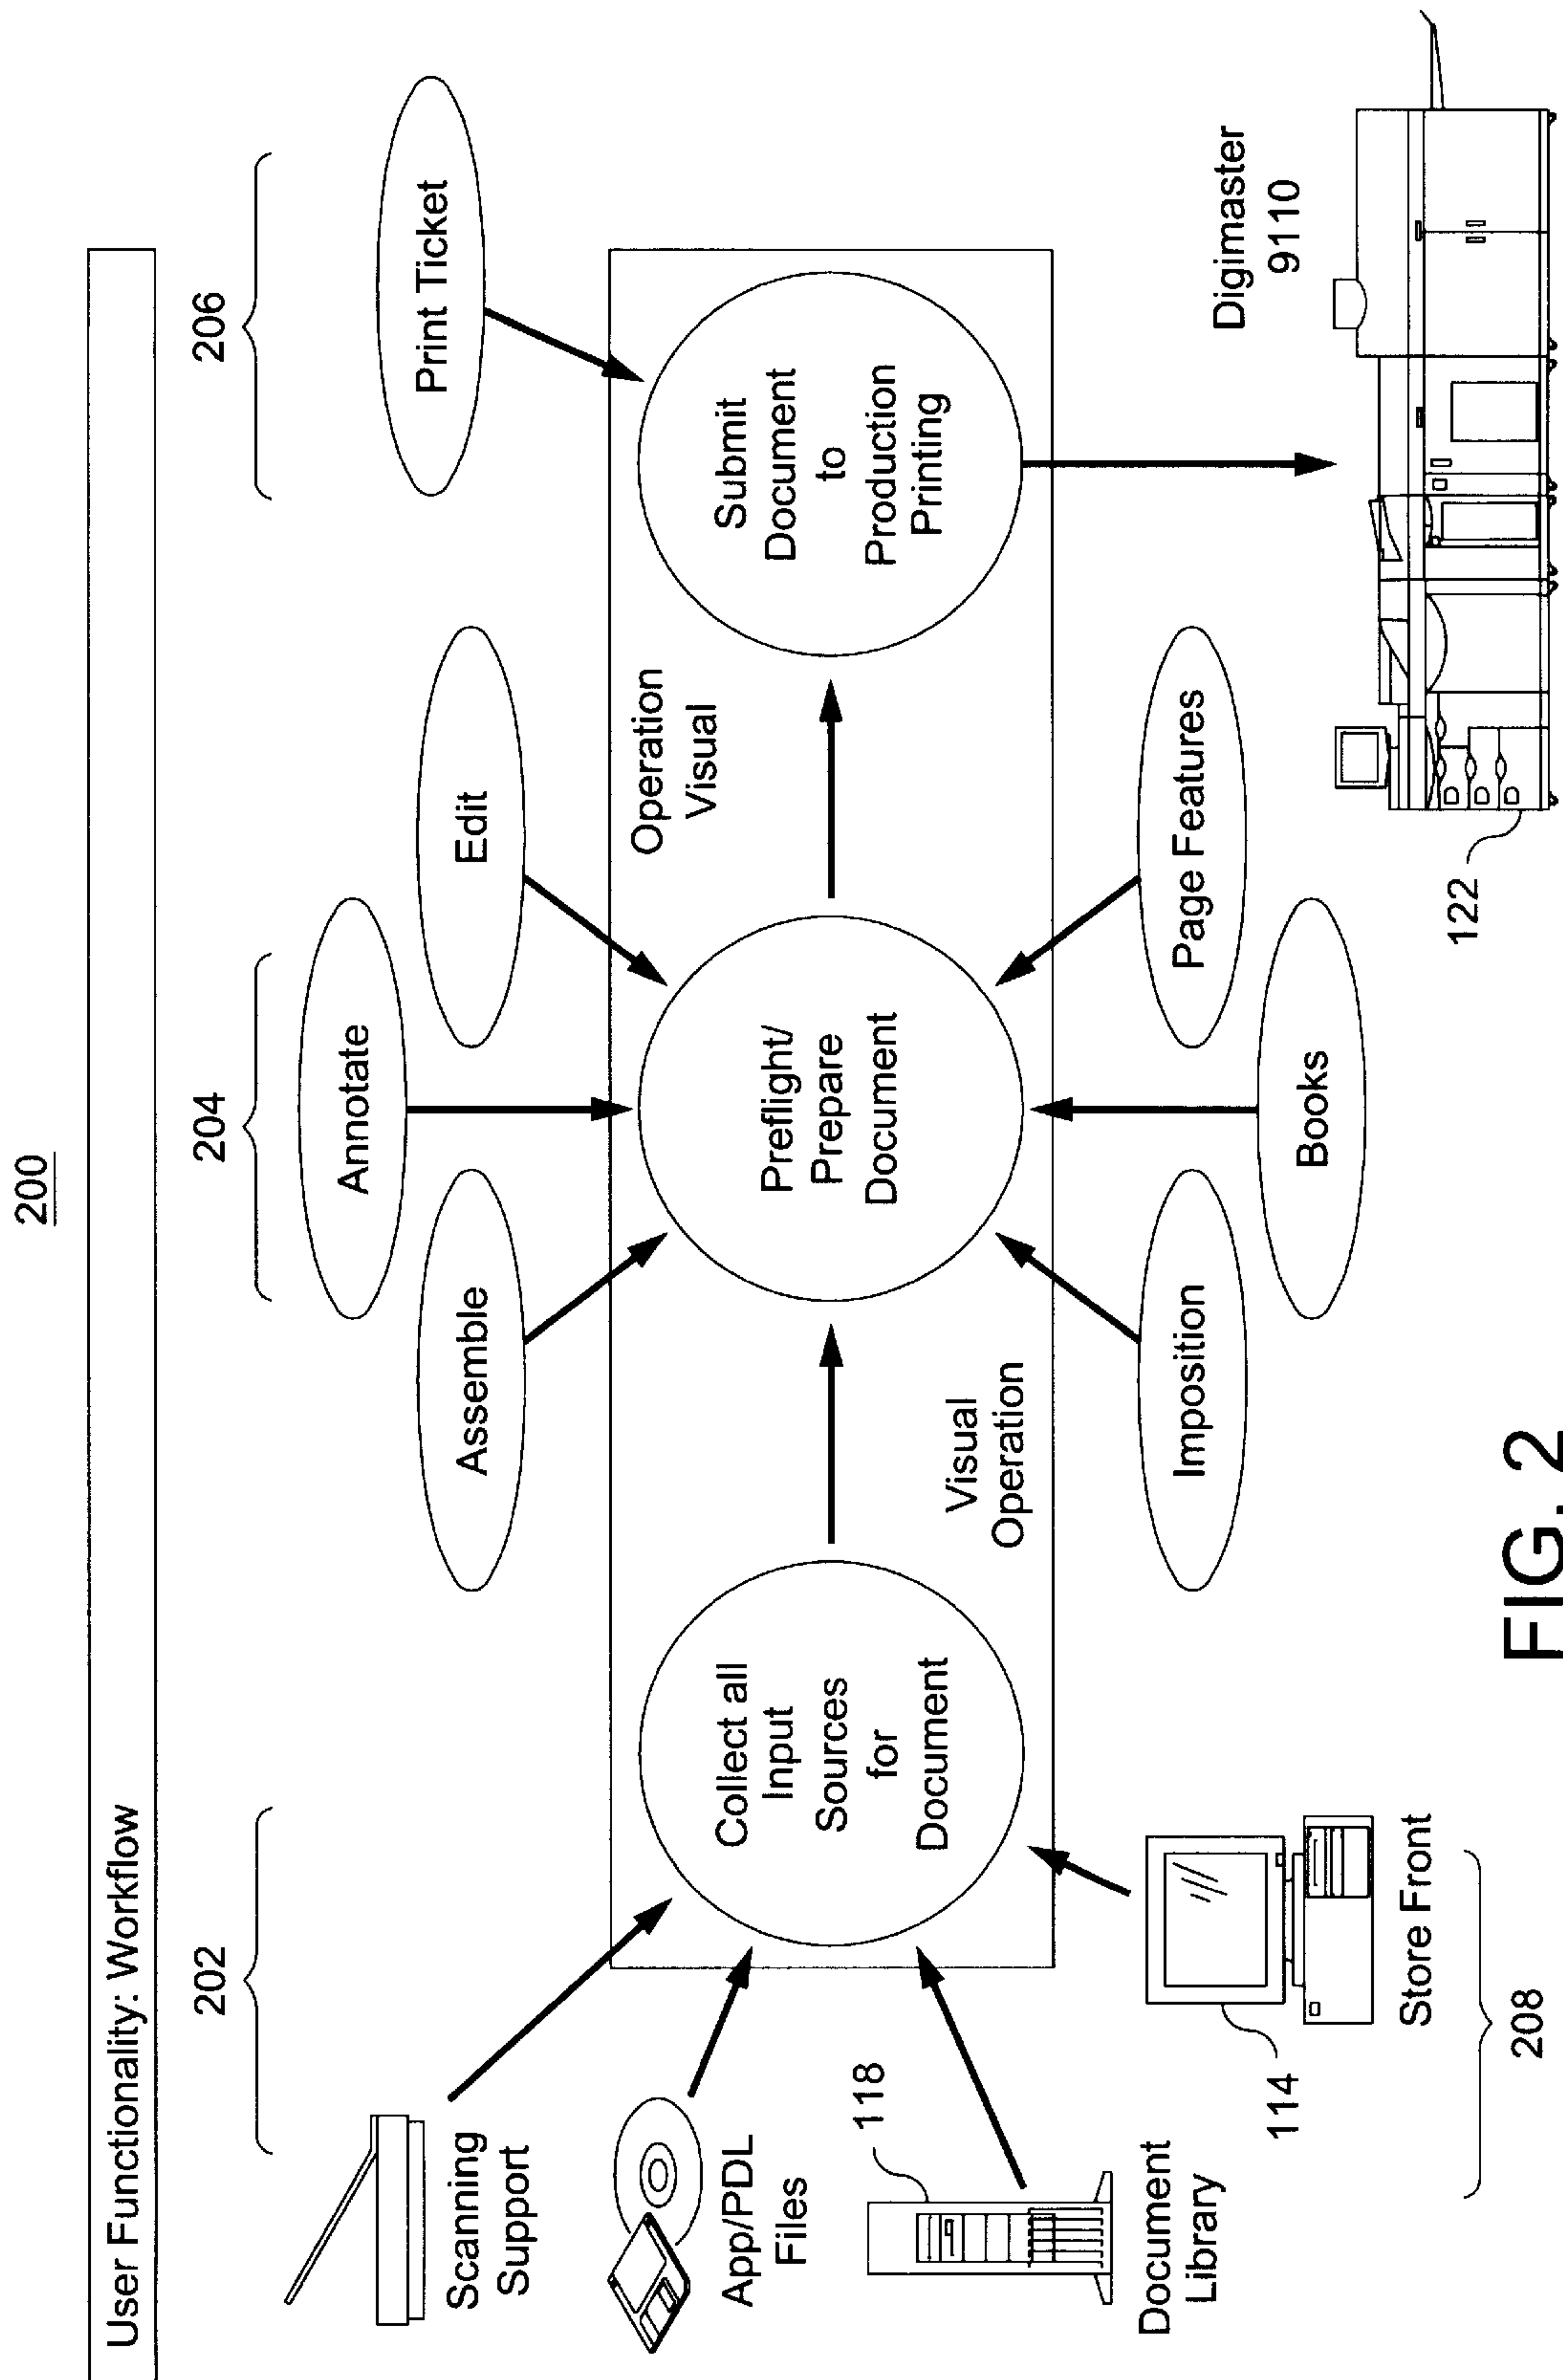 200
User Functionality: Workflow
202
204
206
Scanning
Support
App/PDL
Files
118
Document
Library
114
Store Front
208
Collect all
Input
Sources
for
Document
Visual
Operation
Assemble
Annotate
Edit
Preflight/
Prepare
Document
Imposition
Books
Page Features
Operation
Visual
Print Ticket
Submit
Document
to
Production
Printing
Digimaster
9110
122
FIG. 2